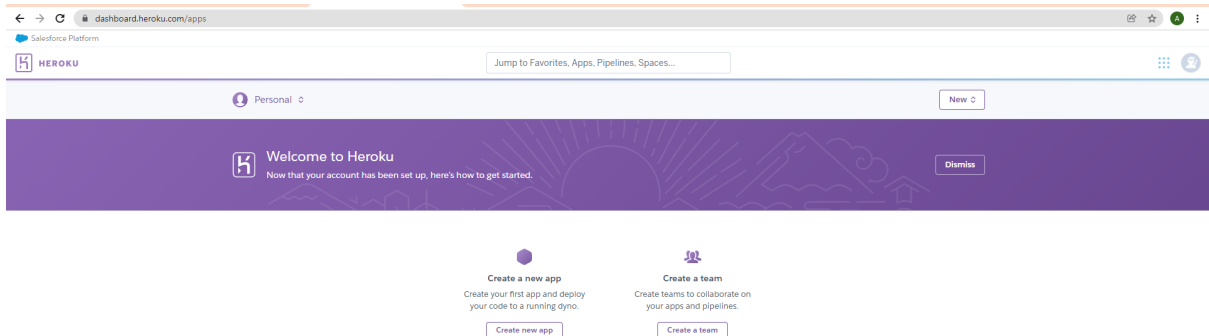 dashboard.heroku.com/apps
A
Salesforce Platform
HEROKU
Jump to Favorites, Apps, Pipelines, Spaces...
Personal
New
Welcome to Heroku
Now that your account has been set up, here's how to get started.
Dismiss
Create a new app
Create your first app and deploy
your code to a running dyno.
Create new app
Create a team
Create teams to collaborate on
your apps and pipelines.
Create a team